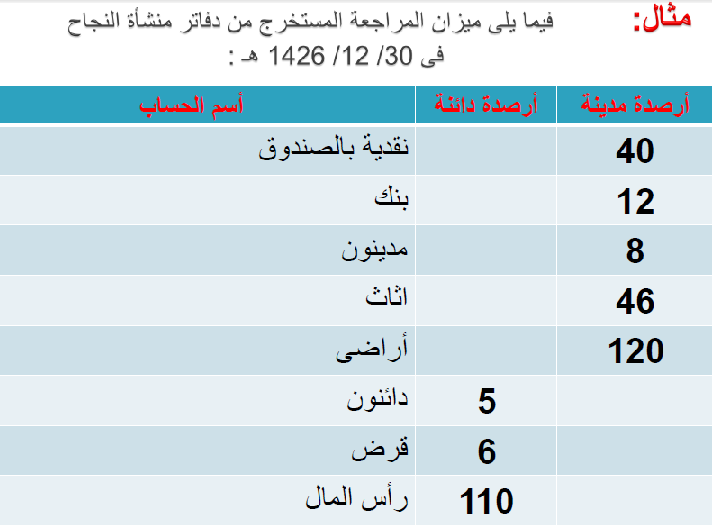 مثال: فيما يلى ميزان المراجعة المستخرج من دفاتر منشأة النجاح
فى 30/ 12/ 1426 هـ :
أرصدة مدينة أرصدة دائنة أسم الحساب
40 نقدية بالصندوق
12 بنك
8 مدينون
46 اثاث
120 أراضى
5 دائنون
6 قرض
110 رأس المال